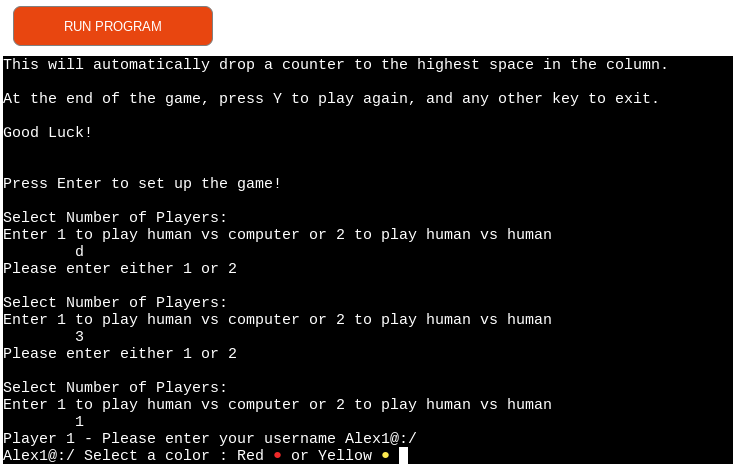 RUN PROGRAM
This will automatically drop a counter to the highest space in the column.
At the end of the game, press Y to play again, and any other key to exit.
Good Luck!
Press Enter to set up the game!
Select Number of Players:
Enter 1 to play human vs computer or 2 to play human vs human
d
Please enter either 1 or 2
Select Number of Players:
Enter 1 to play human vs computer or 2 to play human vs human
3
Please enter either 1 or 2
Select Number of Players:
Enter 1 to play human vs computer or 2 to play human vs human
1
Player 1 - Please enter your username Alex1@:/
Alex1@:/ Select a color : Red ● or Yellow ●